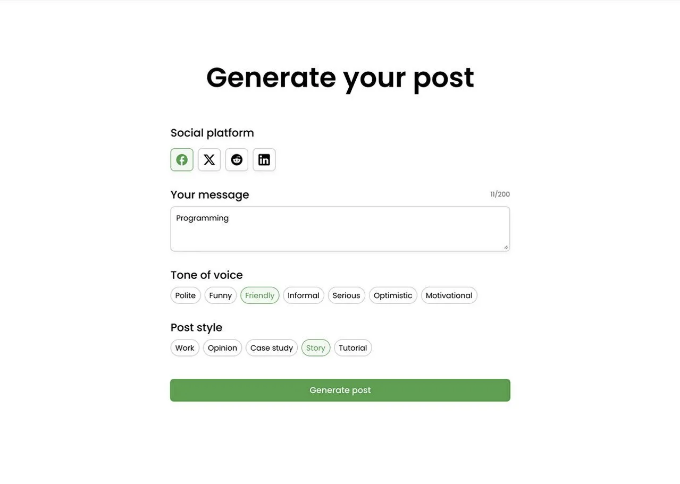 Generate your post
Social platform
Your message 11/200
Programming
Tone of voice
Polite Funny Friendly Informal Serious Optimistic Motivational
Post style
Work Opinion Case study Story Tutorial
Generate post